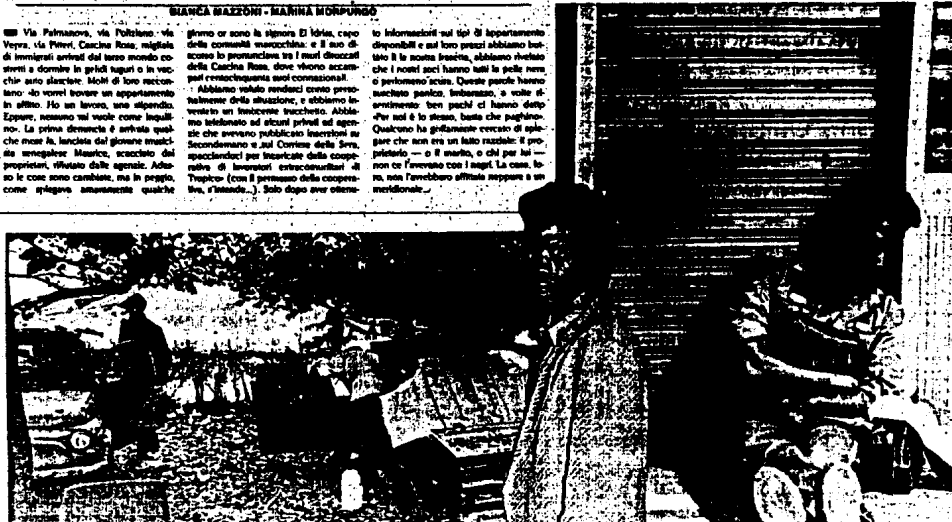 BIANCA MAZZONI - MARINA MORPURGO
Via Palmanova, via Poliziano, via
Vepra, via Pitteri, Cascina Rosa, migliaia
di immigrati arrivati dal terzo mondo co-
stretti a dormire in gelidi tuguri o in vec-
chie auto sfasciate. Molti di loro raccon-
tano: «Io vorrei trovare un appartamento
in affitto. Ho un lavoro, uno stipendio.
Eppure, nessuno mi vuole come inquili-
no». La prima denuncia è arrivata qual-
che mese fa, lanciata dal giovane musici-
sta senegalese Maurice, scacciato dai
proprietari, rifiutato dalle agenzie. Ades-
so le cose sono cambiate, ma in peggio,
come spiegava amaramente qualche
giorno or sono la signora El Idriss, capo
della comunità marocchina: e il suo di-
scorso lo pronunciava tra i muri diroccati
della Cascina Rosa, dove vivono accam-
pati centocinquanta suoi connazionali.
Abbiamo voluto renderci conto perso-
nalmente della situazione, e abbiamo in-
ventato un innocente trucchetto. Abbia-
mo telefonato ad alcuni privati ed agen-
zie che avevano pubblicato inserzioni su
Secondamano e sul Corriere della Sera,
spacciandoci per incaricate della coope-
rativa di lavoratori extracomunitari «Il
Tropico» (con il permesso della coopera-
tiva, s'intende...). Solo dopo aver ottenu-
to informazioni sui tipi di appartamento
disponibili e sui loro prezzi abbiamo but-
tato lì la nostra frasetta, abbiamo rivelato
che i nostri soci hanno tutti la pelle nera
o perlomeno scura. Queste parole hanno
suscitato panico, imbarazzo, a volte ri-
sentimento: ben pochi ci hanno detto
«Per noi è lo stesso, basta che paghino».
Qualcuno ha goffamente cercato di spie-
gare che non era un fatto razziale: il pro-
prietario — o il marito, o chi per lui —
non ce l'avevano con i negri. La casa, lo-
ro, non l'avrebbero affittata neppure a un
meridionale...